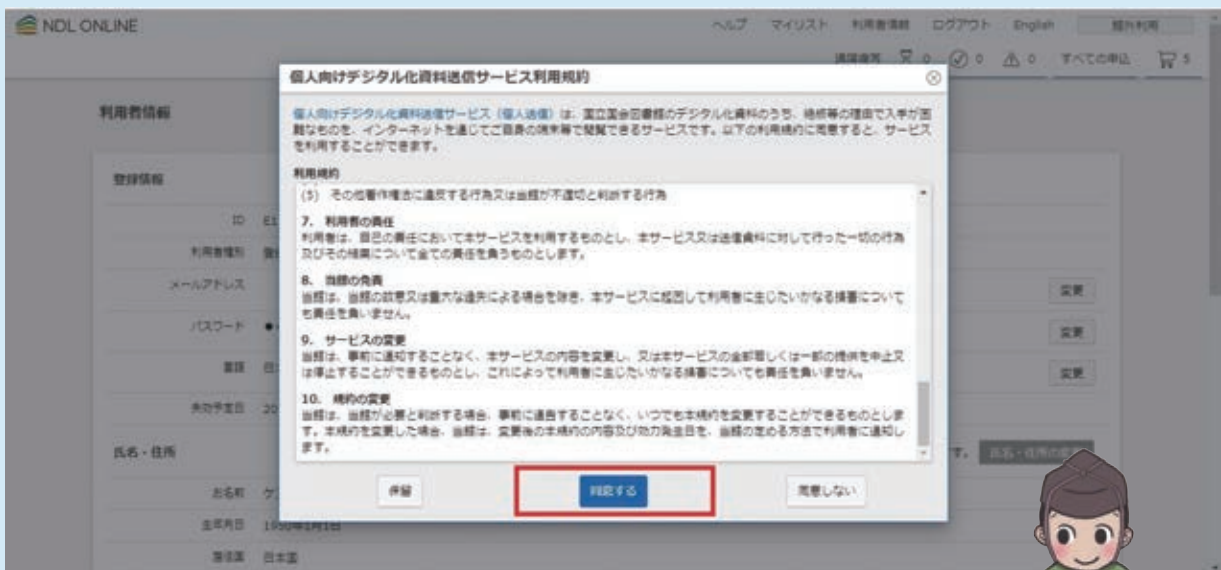 NDL ONLINE
ヘルプ マイリスト 利用者情報 ログアウト English 館外利用
0 0 0 すべての申込 5
利用者情報
登録情報
ID E1
利用者種別
メールアドレス 変更
パスワード ● 変更
言語 日 変更
失効予定日 20
氏名・住所 す。
お名前
生年月日 1950年1月1日
居住国 日本国
個人向けデジタル化資料送信サービス利用規約
個人向けデジタル化資料送信サービス（個人送信）は、国立国会図書館のデジタル化資料のうち、絶版等の理由で入手が困
難なものを、インターネットを通じてご自身の端末等で閲覧できるサービスです。以下の利用規約に同意すると、サービス
を利用することができます。
利用規約
(5) その他著作権法に違反する行為又は当館が不適切と判断する行為
7. 利用者の責任
利用者は、自己の責任において本サービスを利用するものとし、本サービス又は送信資料に対して行った一切の行為
及びその結果について全ての責任を負うものとします。
8. 当館の免責
当館は、当館の故意又は重大な過失による場合を除き、本サービスに起因して利用者に生じたいかなる損害について
も責任を負いません。
9. サービスの変更
当館は、事前に通知することなく、本サービスの内容を変更し、又は本サービスの全部若しくは一部の提供を中止又
は停止することができるものとし、これによって利用者に生じたいかなる損害についても責任を負いません。
10. 規約の変更
当館は、当館が必要と判断する場合、事前に通告することなく、いつでも本規約を変更することができるものとしま
す。本規約を変更した場合、当館は、変更後の本規約の内容及び効力発生日を、当館の定める方法で利用者に通知し
ます。
保留 同意する 同意しない